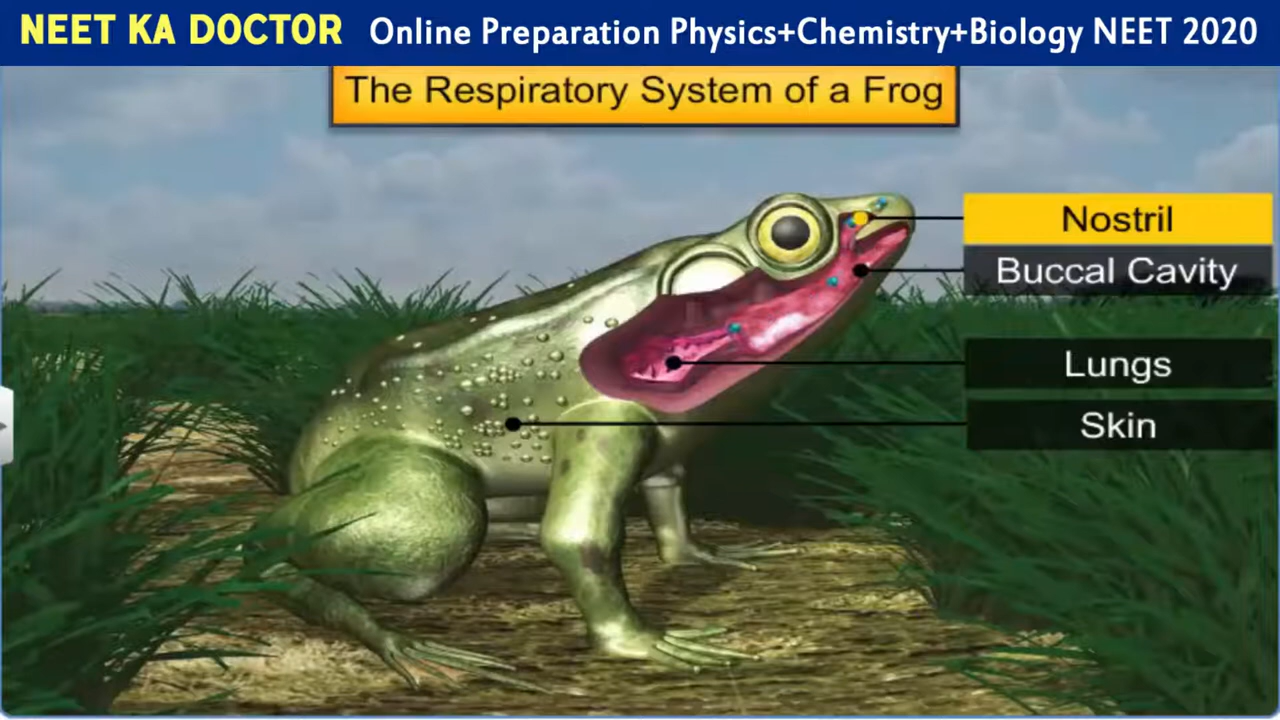 NEET KA DOCTOR Online Preparation Physics+Chemistry+Biology NEET 2020
The Respiratory System of a Frog
Nostril
Buccal Cavity
Lungs
Skin